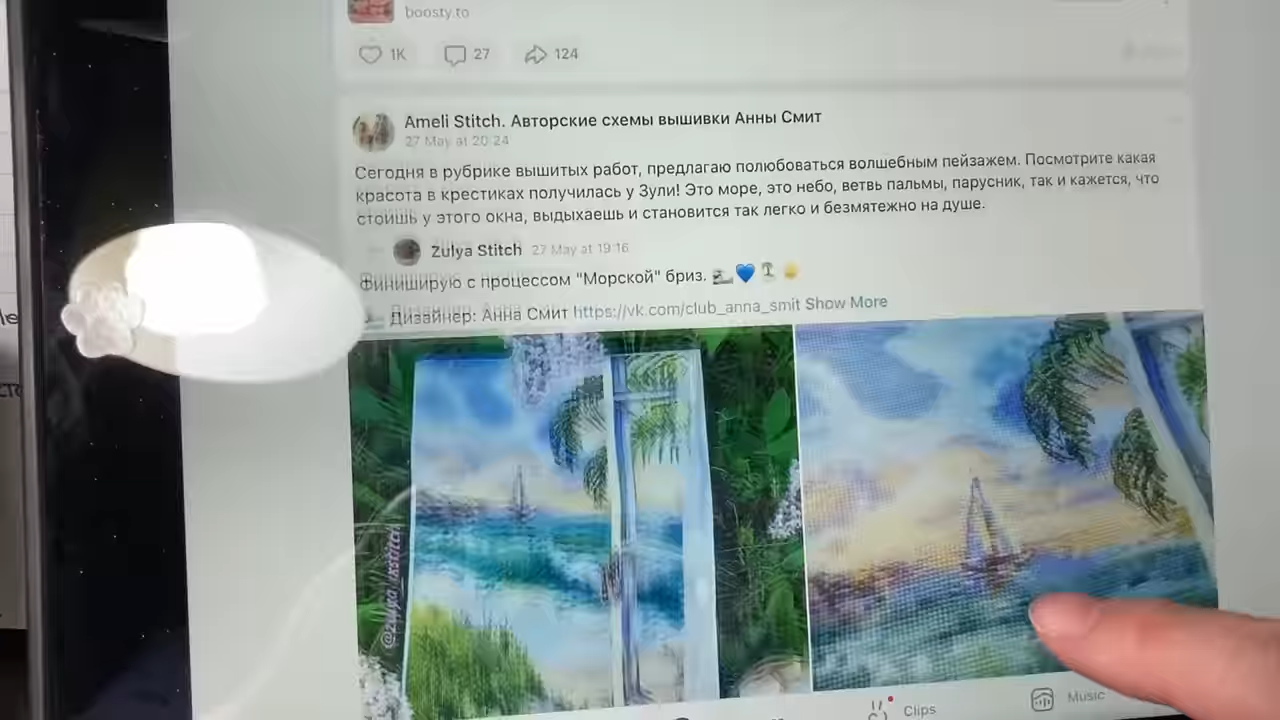 boosty.to
1K 27 124
Ameli Stitch. Авторские схемы вышивки Анны Смит
27 May at 20:24
Сегодня в рубрике вышитых работ, предлагаю полюбоваться волшебным пейзажем. Посмотрите какая
красота в крестиках получилась у Зули! Это море, это небо, ветвь пальмы, парусник, так и кажется, что
стоишь у этого окна, выдыхаешь и становится так легко и безмятежно на душе.
Zulya Stitch 27 May at 19:16
Финиширую с процессом "Морской" бриз. 🌊💙🌴
Дизайнер: Анна Смит https://vk.com/club_anna_smit Show More
@zulya_xstitch
Clips
Music